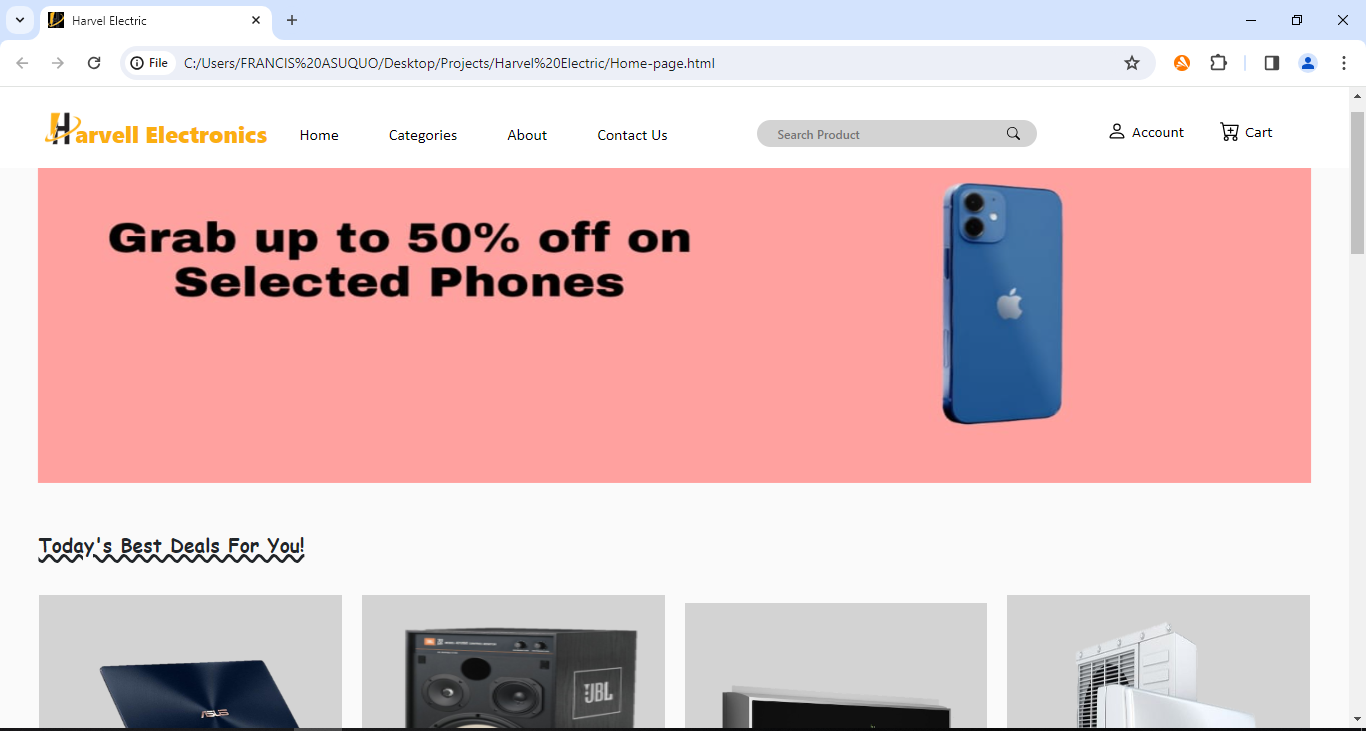 Harvel Electric
File
C:/Users/FRANCIS%20ASUQUO/Desktop/Projects/Harvel%20Electric/Home-page.html
Harvell Electronics Home Categories About Contact Us Search Product Account Cart
Grab up to 50% off on
Selected Phones
Today's Best Deals For You!
ASUS
JBL
JBL